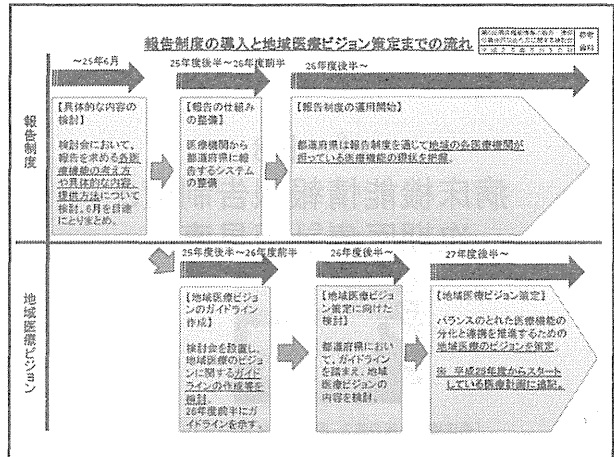 報告制度の導入と地域医療ビジョン策定までの流れ
参考
資料
～25年6月
25年度後半～26年度前半
26年度後半～
報告制度
【具体的な内容の
検討】
検討会において、
報告を求める各医
療機能の考え方
や具体的な内容、
提供方法について
検討。6月を目途
にとりまとめ。
【報告の仕組み
の整備】
医療機関から
都道府県に報
告するシステム
の整備
【報告制度の運用開始】
都道府県は報告制度を通じて地域の各医療機関が
担っている医療機能の現状を把握。
地域医療ビジョン
25年度後半～26年度前半
26年度後半～
27年度～
【地域医療ビジョ
ンのガイドライン
作成】
検討会を設置し、
地域医療のビジョ
ンに関するガイド
ラインの作成等を
検討。
26年度前半にガ
イドラインを示す。
【地域医療ビジョ
ン策定に向けた
検討】
都道府県におい
て、ガイドライン
を踏まえ、地域
医療ビジョンの
内容を検討。
【地域医療ビジョン策定】
バランスのとれた医療機能の
分化と連携を推進するための
地域医療のビジョンを策定。
※　平成25年度からスタート
している医療計画に追記。